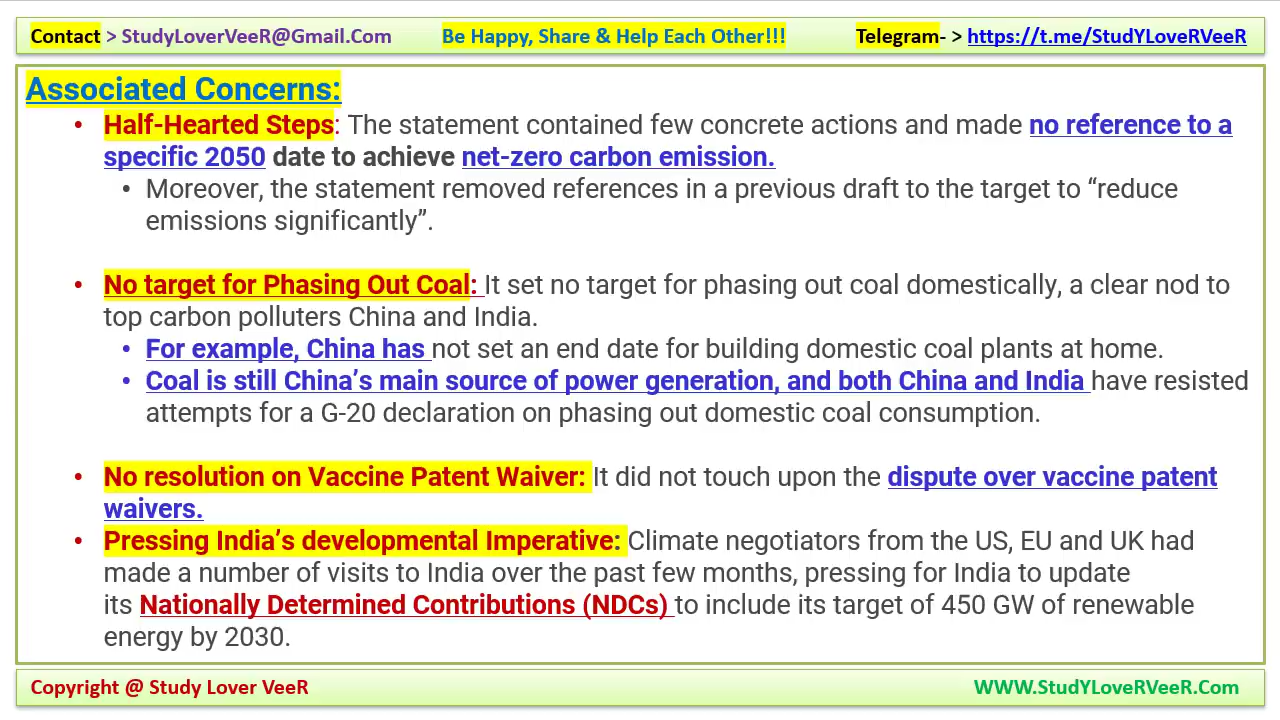 Contact > StudyLoverVeeR@Gmail.Com Be Happy, Share & Help Each Other!!! Telegram- > https://t.me/StudYLoveRVeeR
Associated Concerns:
• Half-Hearted Steps: The statement contained few concrete actions and made no reference to a
specific 2050 date to achieve net-zero carbon emission.
• Moreover, the statement removed references in a previous draft to the target to “reduce
emissions significantly”.
• No target for Phasing Out Coal: It set no target for phasing out coal domestically, a clear nod to
top carbon polluters China and India.
• For example, China has not set an end date for building domestic coal plants at home.
• Coal is still China’s main source of power generation, and both China and India have resisted
attempts for a G-20 declaration on phasing out domestic coal consumption.
• No resolution on Vaccine Patent Waiver: It did not touch upon the dispute over vaccine patent
waivers.
• Pressing India’s developmental Imperative: Climate negotiators from the US, EU and UK had
made a number of visits to India over the past few months, pressing for India to update
its Nationally Determined Contributions (NDCs) to include its target of 450 GW of renewable
energy by 2030.
Copyright @ Study Lover VeeR WWW.StudYLoveRVeeR.Com